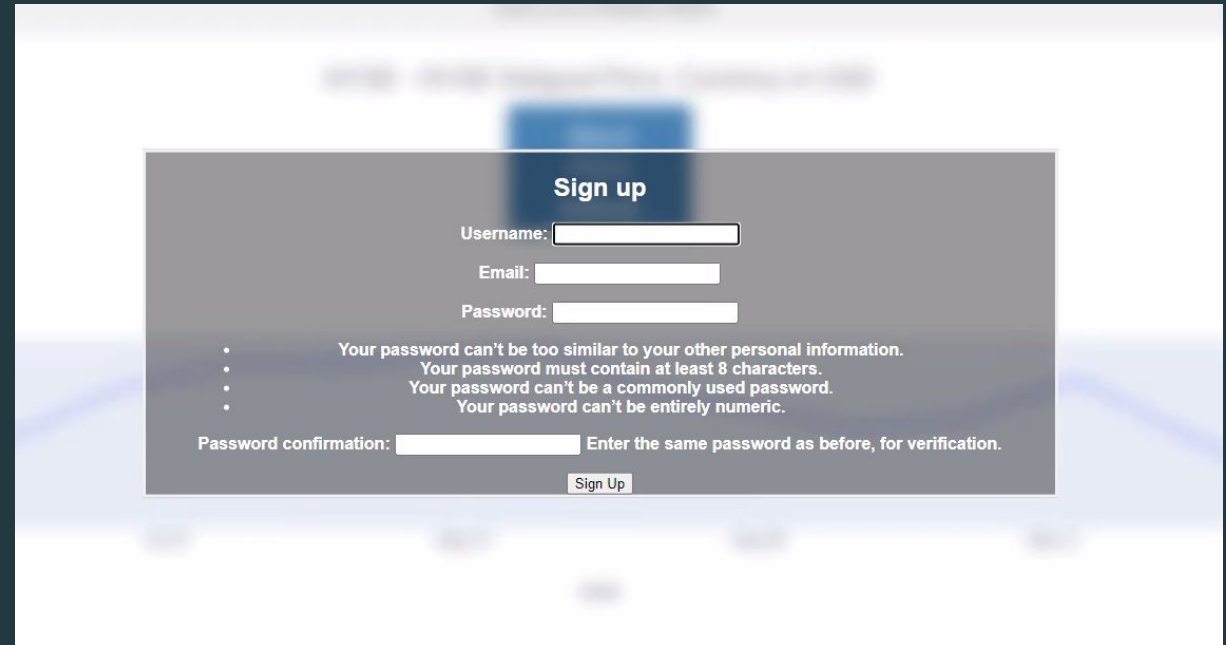 Sign up
Username:
Email:
Password:
• Your password can’t be too similar to your other personal information.
• Your password must contain at least 8 characters.
• Your password can’t be a commonly used password.
• Your password can’t be entirely numeric.
Password confirmation: Enter the same password as before, for verification.
Sign Up